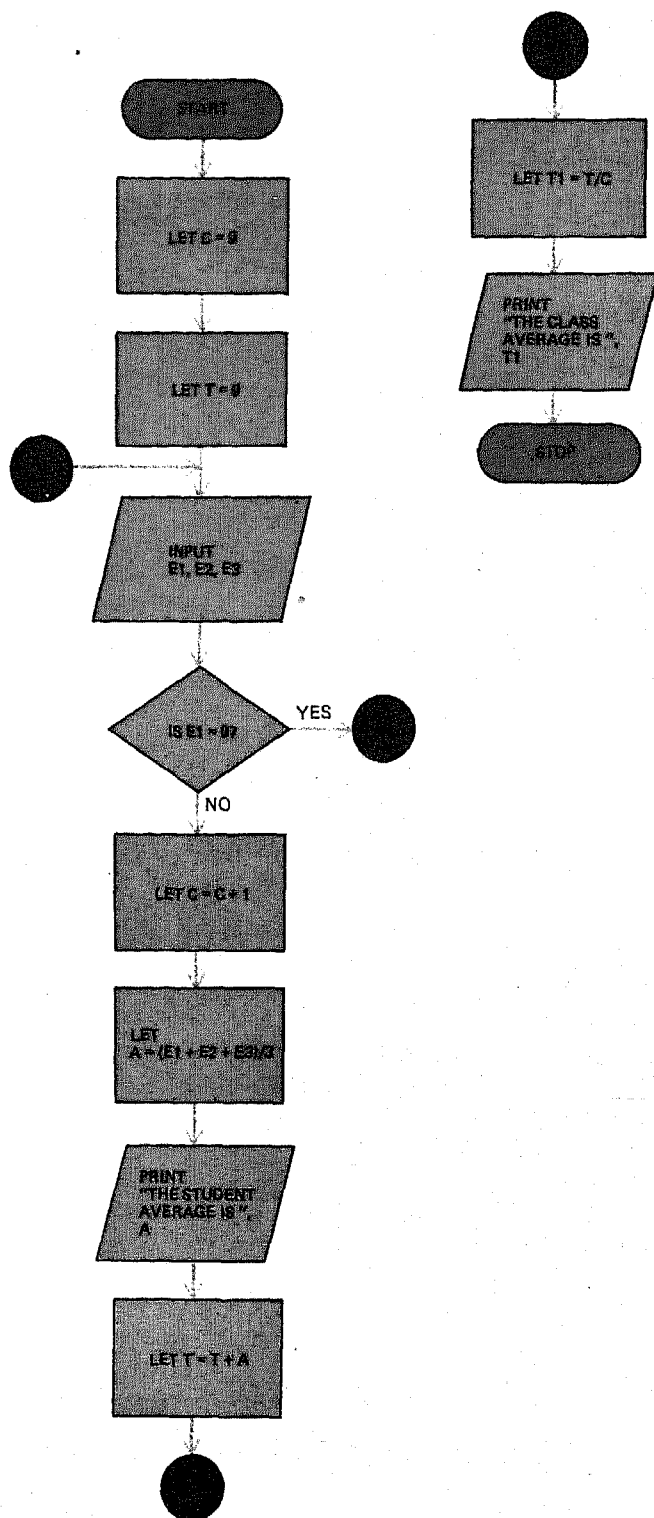 START
LET C = 0
LET T = 0
INPUT
E1, E2, E3
IS E1 = 0?
YES
NO
LET C = C + 1
LET
A = (E1 + E2 + E3)/3
PRINT
"THE STUDENT
AVERAGE IS ",
A
LET T = T + A
LET T1 = T/C
PRINT
"THE CLASS
AVERAGE IS ",
T1
STOP